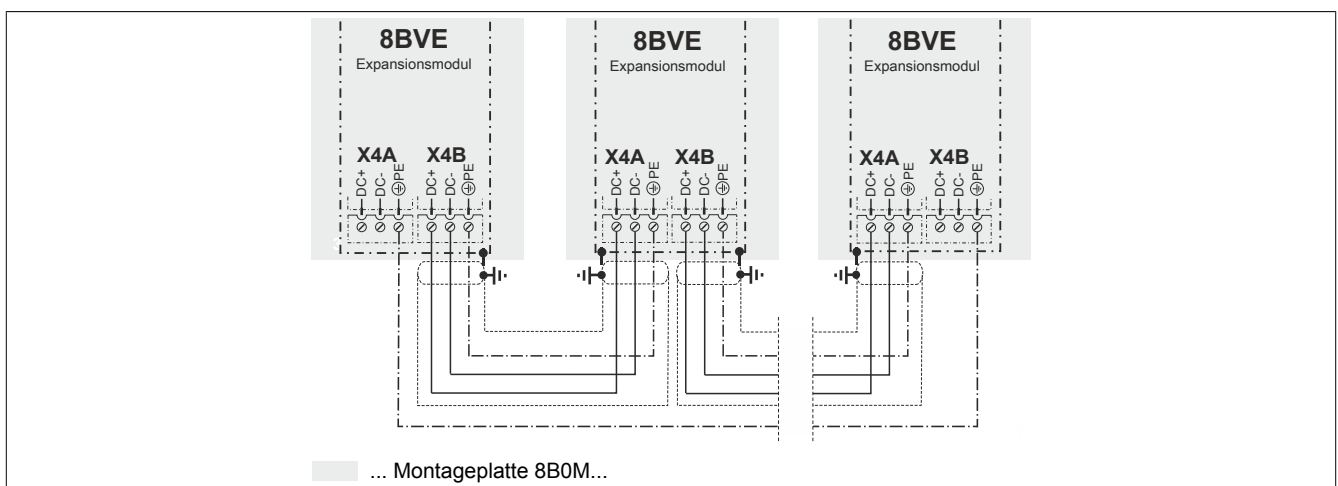 8BVE
Expansionsmodul
X4A X4B
DC+ DC- PE DC+ DC- PE
8BVE
Expansionsmodul
X4A X4B
DC+ DC- PE DC+ DC- PE
8BVE
Expansionsmodul
X4A X4B
DC+ DC- PE DC+ DC- PE
... Montageplatte 8B0M...